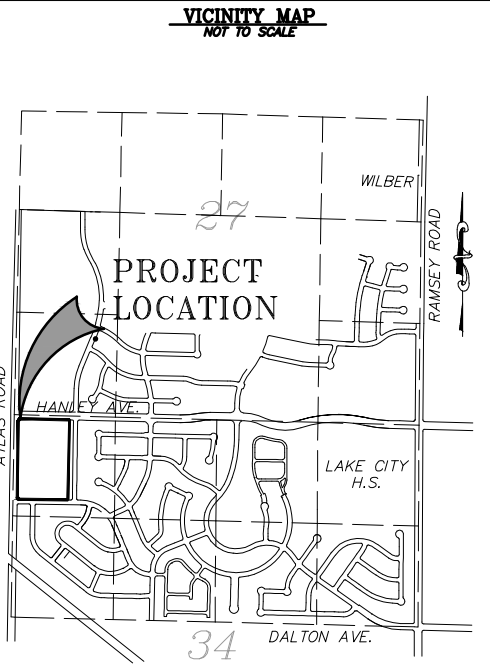 VICINITY MAP
NOT TO SCALE
WILBER
27
RAMSEY ROAD
PROJECT
LOCATION
ATLAS ROAD
HANLEY AVE.
LAKE CITY
H.S.
34
DALTON AVE.